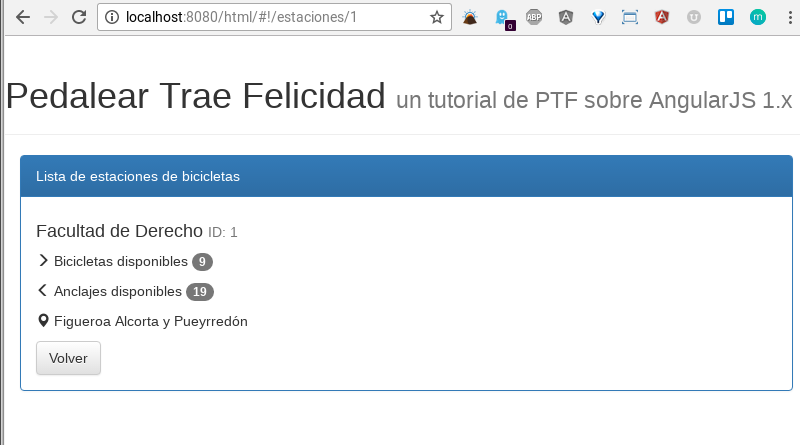 localhost:8080/html/#!/estaciones/1
0
ABP
A
A
U
m
Pedalear Trae Felicidad un tutorial de PTF sobre AngularJS 1.x
Lista de estaciones de bicicletas
Facultad de Derecho ID: 1
Bicicletas disponibles 9
Anclajes disponibles 19
Figueroa Alcorta y Pueyrredón
Volver